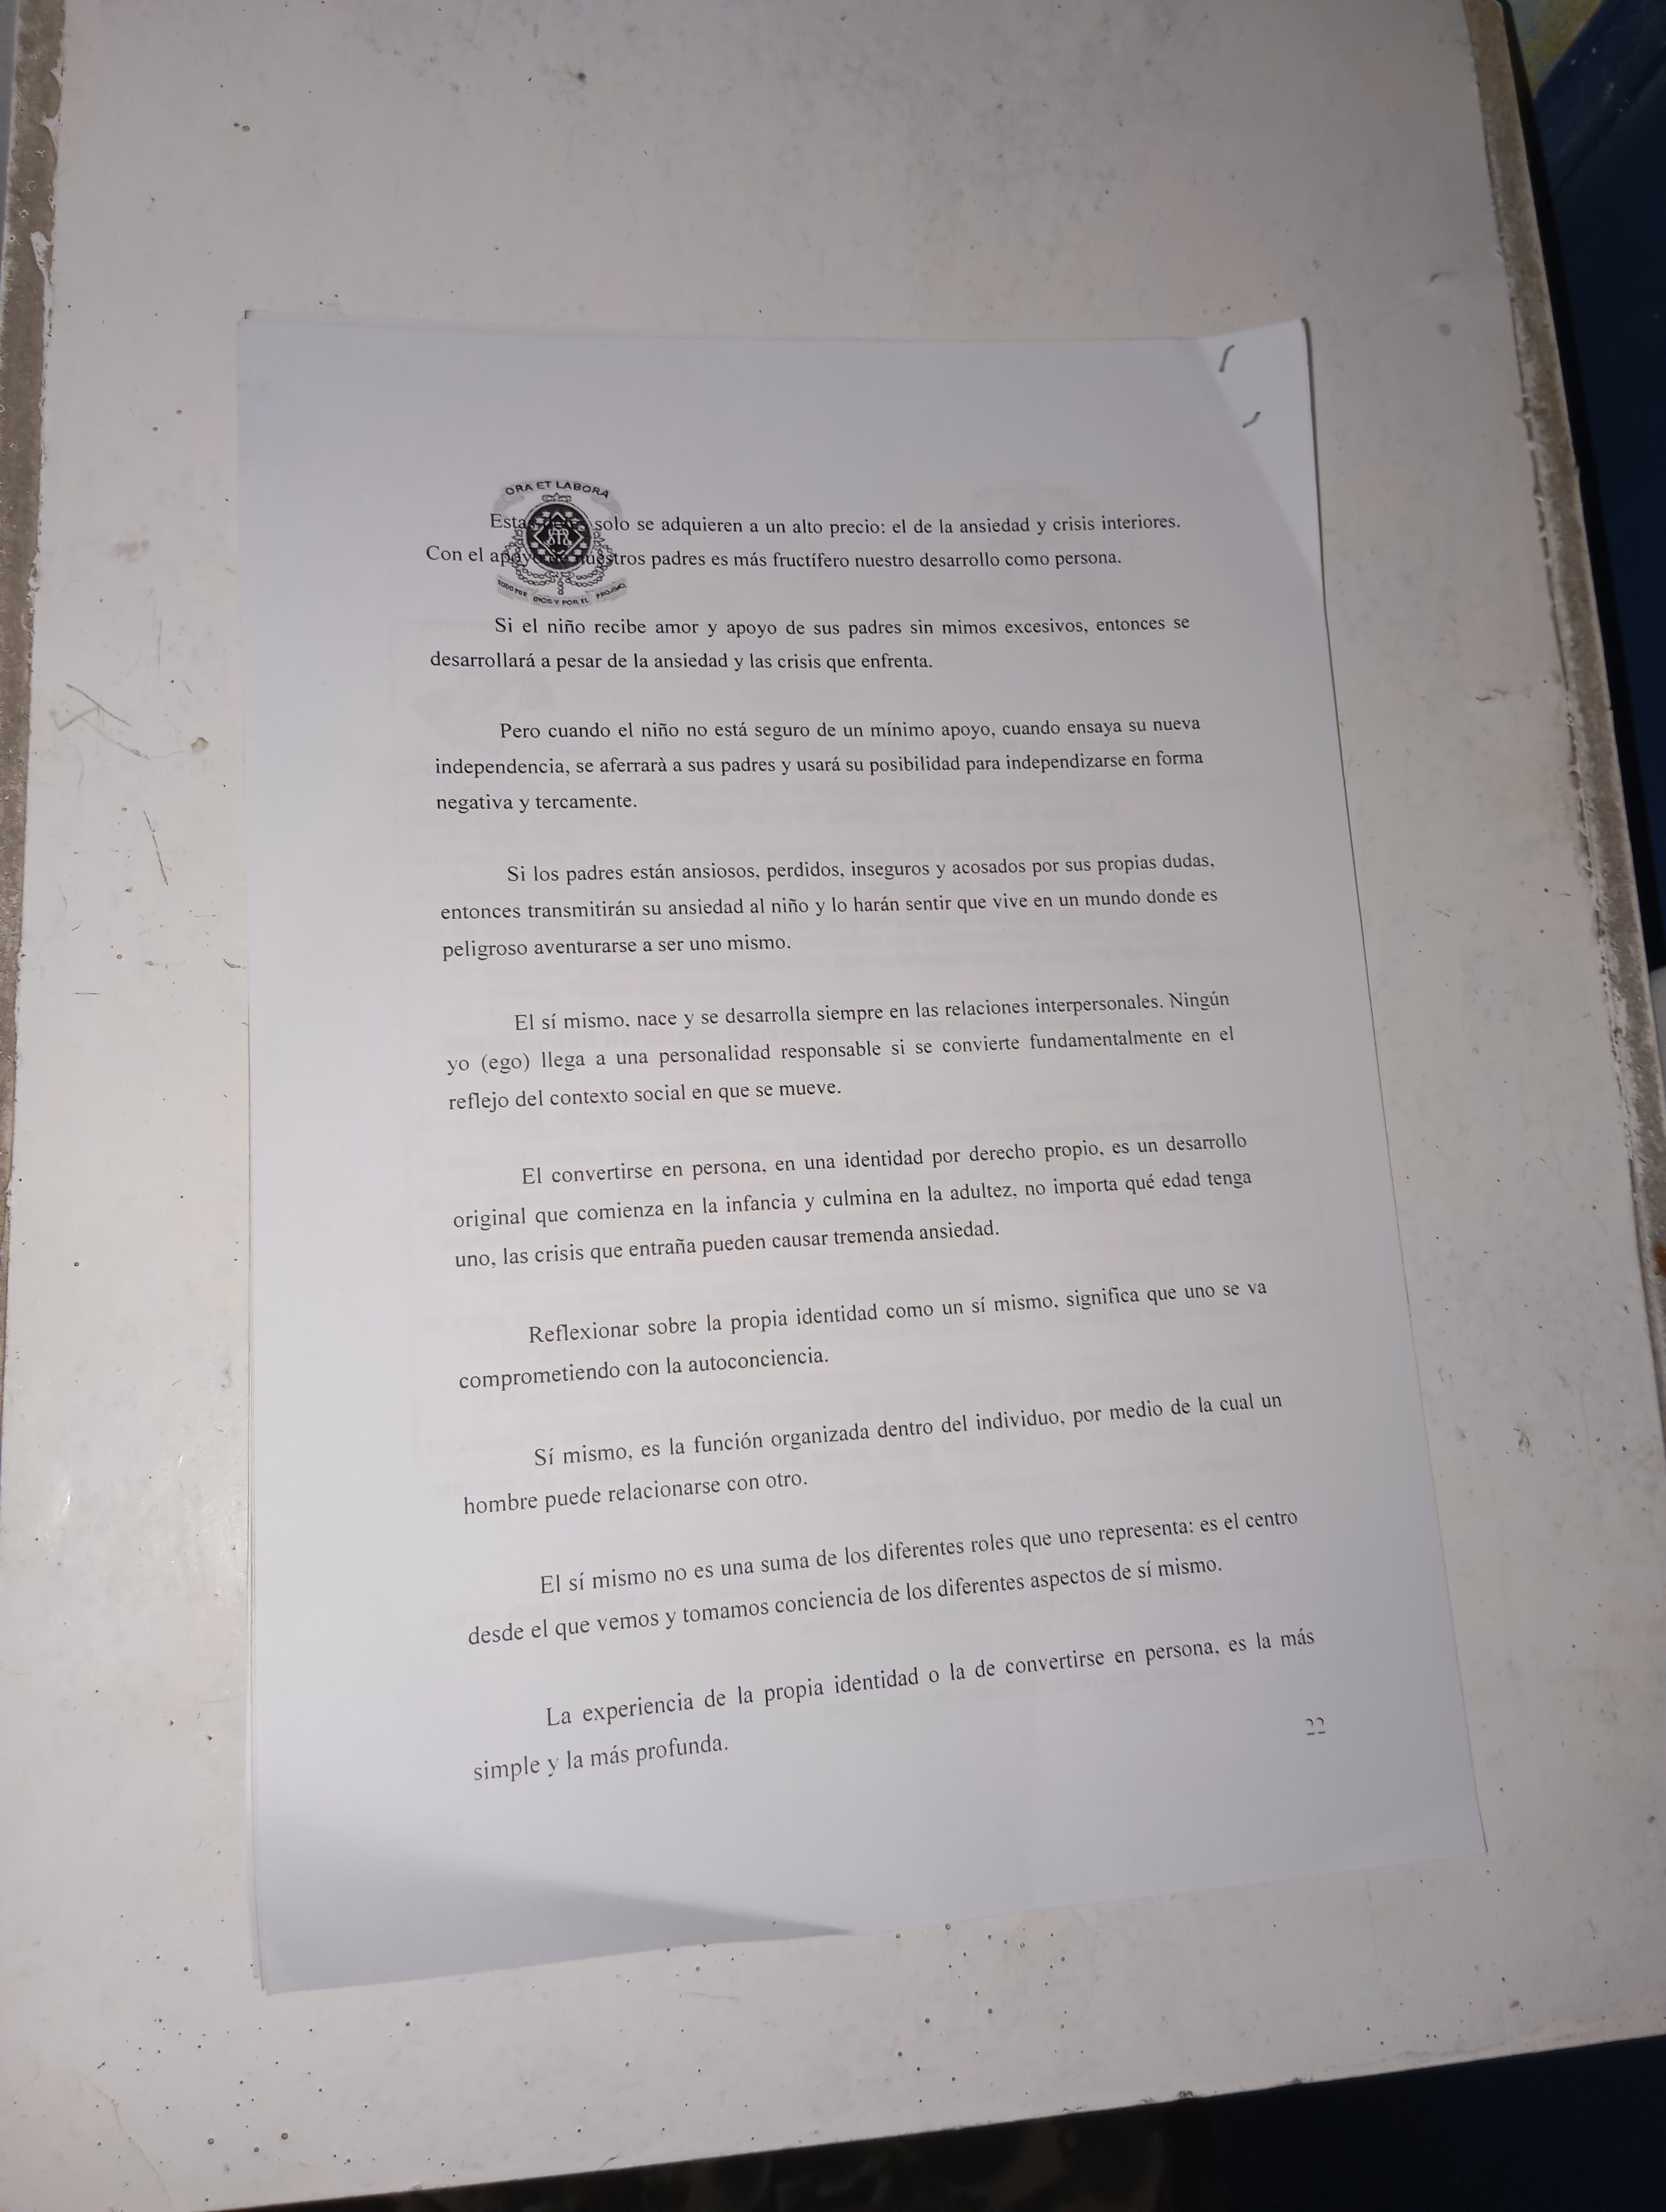 ORA ET LABORA
Estas solo se adquieren a un alto precio: el de la ansiedad y crisis interiores.
Con el apoyo de nuestros padres es más fructífero nuestro desarrollo como persona.
TODO POR DIOS Y POR EL PROJIMO
Si el niño recibe amor y apoyo de sus padres sin mimos excesivos, entonces se
desarrollará a pesar de la ansiedad y las crisis que enfrenta.
Pero cuando el niño no está seguro de un mínimo apoyo, cuando ensaya su nueva
independencia, se aferrarà a sus padres y usará su posibilidad para independizarse en forma
negativa y tercamente.
Si los padres están ansiosos, perdidos, inseguros y acosados por sus propias dudas,
entonces transmitirán su ansiedad al niño y lo harán sentir que vive en un mundo donde es
peligroso aventurarse a ser uno mismo.
El sí mismo, nace y se desarrolla siempre en las relaciones interpersonales. Ningún
yo (ego) llega a una personalidad responsable si se convierte fundamentalmente en el
reflejo del contexto social en que se mueve.
El convertirse en persona, en una identidad por derecho propio, es un desarrollo
original que comienza en la infancia y culmina en la adultez, no importa qué edad tenga
uno, las crisis que entraña pueden causar tremenda ansiedad.
Reflexionar sobre la propia identidad como un sí mismo, significa que uno se va
comprometiendo con la autoconciencia.
Sí mismo, es la función organizada dentro del individuo, por medio de la cual un
hombre puede relacionarse con otro.
El sí mismo no es una suma de los diferentes roles que uno representa: es el centro
desde el que vemos y tomamos conciencia de los diferentes aspectos de sí mismo.
La experiencia de la propia identidad o la de convertirse en persona, es la más
simple y la más profunda.
22